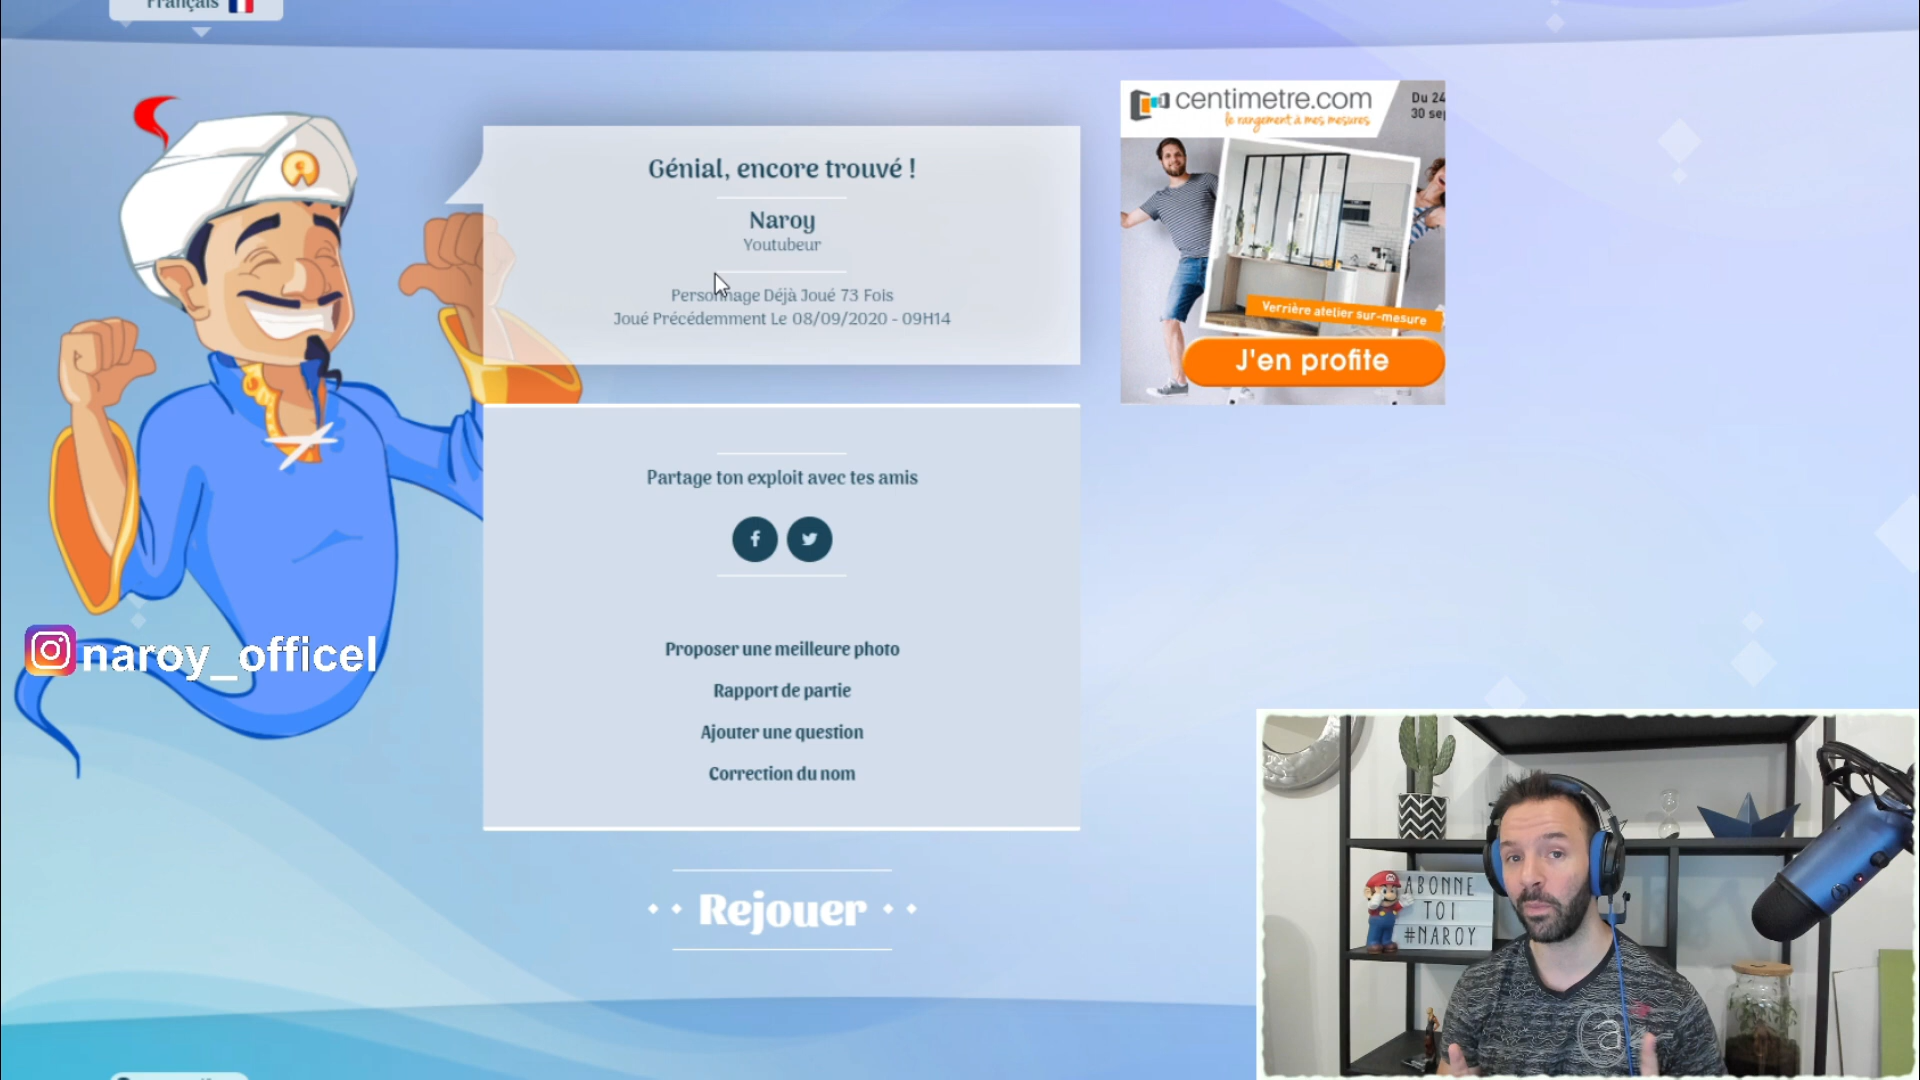 Français
Génial, encore trouvé !
Naroy
Youtubeur
Personnage Déjà Joué 73 Fois
Joué Précédemment Le 08/09/2020 - 09H14
Partage ton exploit avec tes amis
Proposer une meilleure photo
Rapport de partie
Ajouter une question
Correction du nom
Rejouer
naroy_officel
centimetre.com
le rangement à mes mesures
Du 24
30 sep
Verrière atelier sur-mesure
J'en profite
ABONNE
TOI
#NAROY